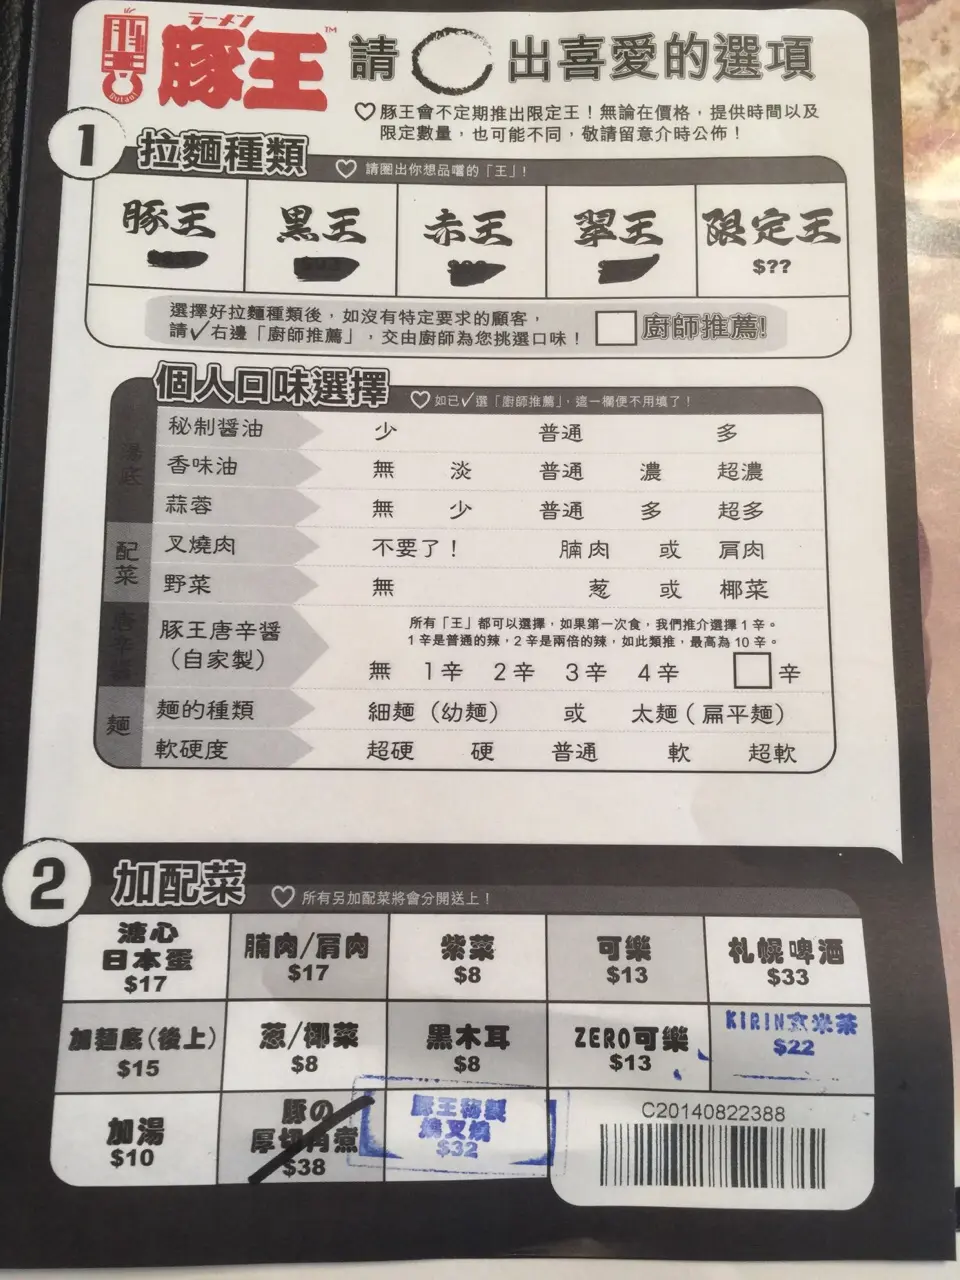 ラーメン
豚王™
Butao!
請 出喜愛的選項
♡豚王會不定期推出限定王！無論在價格，提供時間以及
限定數量，也可能不同，敬請留意介時公佈！
1 拉麵種類
♡ 請圈出你想品嚐的「王」！
豚王 黑王 赤王 翠王 限定王
$??
選擇好拉麵種類後，如沒有特定要求的顧客，
請✓右邊「廚師推薦」，交由廚師為您挑選口味！
廚師推薦!
個人口味選擇
♡如已✓選「廚師推薦」，這一欄便不用填了！
湯底
秘制醤油 少 普通 多
香味油 無 淡 普通 濃 超濃
蒜蓉 無 少 普通 多 超多
配菜
叉燒肉 不要了！ 腩肉 或 肩肉
野菜 無 葱 或 椰菜
唐辛醤
豚王唐辛醤
（自家製）
所有「王」都可以選擇，如果第一次食，我們推介選擇1辛。
1辛是普通的辣，2辛是兩倍的辣，如此類推，最高為10辛。
無 1辛 2辛 3辛 4辛 辛
麵
麵的種類 細麵（幼麵） 或 太麵（扁平麵）
軟硬度 超硬 硬 普通 軟 超軟
2 加配菜
♡ 所有另加配菜將會分開送上！
溏心
日本蛋
$17
腩肉/肩肉
$17
紫菜
$8
可樂
$13
札幌啤酒
$33
加麵底(後上)
$15
葱/椰菜
$8
黑木耳
$8
ZERO可樂
$13
KIRIN玄米茶
$22
加湯
$10
豚の
厚切角煮
$38
豚王秘製
燒叉燒
$32
C20140822388